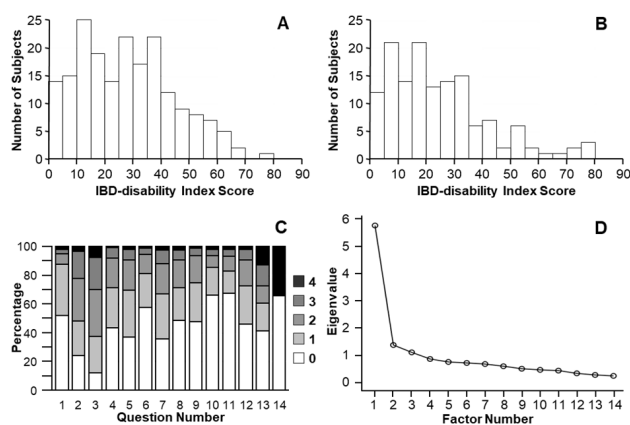 A
25
20
15
10
5
0
Number of Subjects
0 10 20 30 40 50 60 70 80 90
IBD-disability Index Score
B
25
20
15
10
5
0
Number of Subjects
0 10 20 30 40 50 60 70 80 90
IBD-disability Index Score
C
100
80
60
40
20
0
Percentage
1 2 3 4 5 6 7 8 9 10 11 12 13 14
Question Number
4
3
2
1
0
D
6
5
4
3
2
1
0
Eigenvalue
1 2 3 4 5 6 7 8 9 10 11 12 13 14
Factor Number